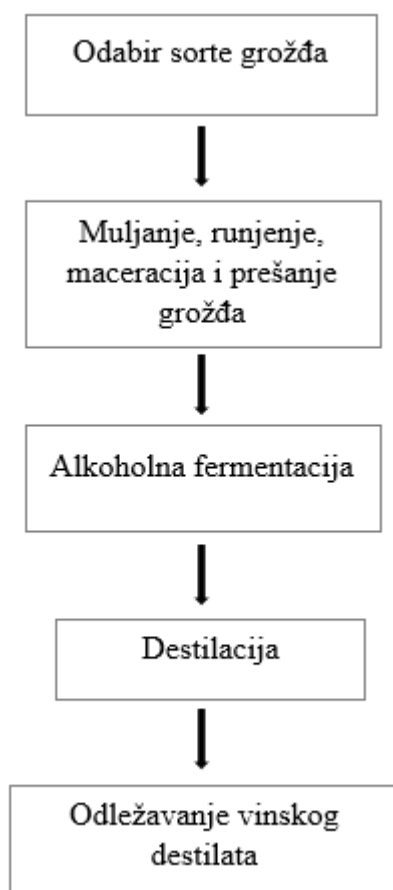 Odabir sorte grožđa
Muljanje, runjenje,
maceracija i prešanje
grožđa
Alkoholna fermentacija
Destilacija
Odležavanje vinskog
destilata